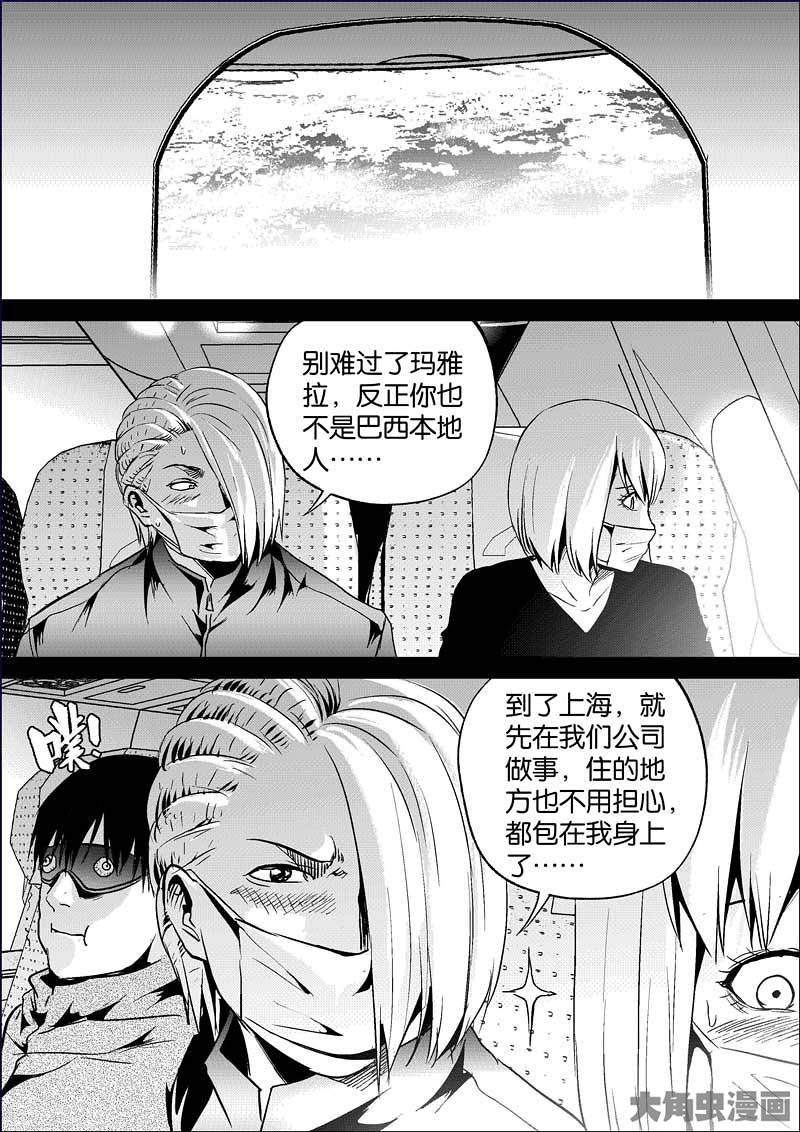 别难过了玛雅
拉，反正你也
不是巴西本地
人……
噗！
到了上海，就
先在我们公司
做事，住的地
方也不用担心，
都包在我身上
了……
大角虫漫画